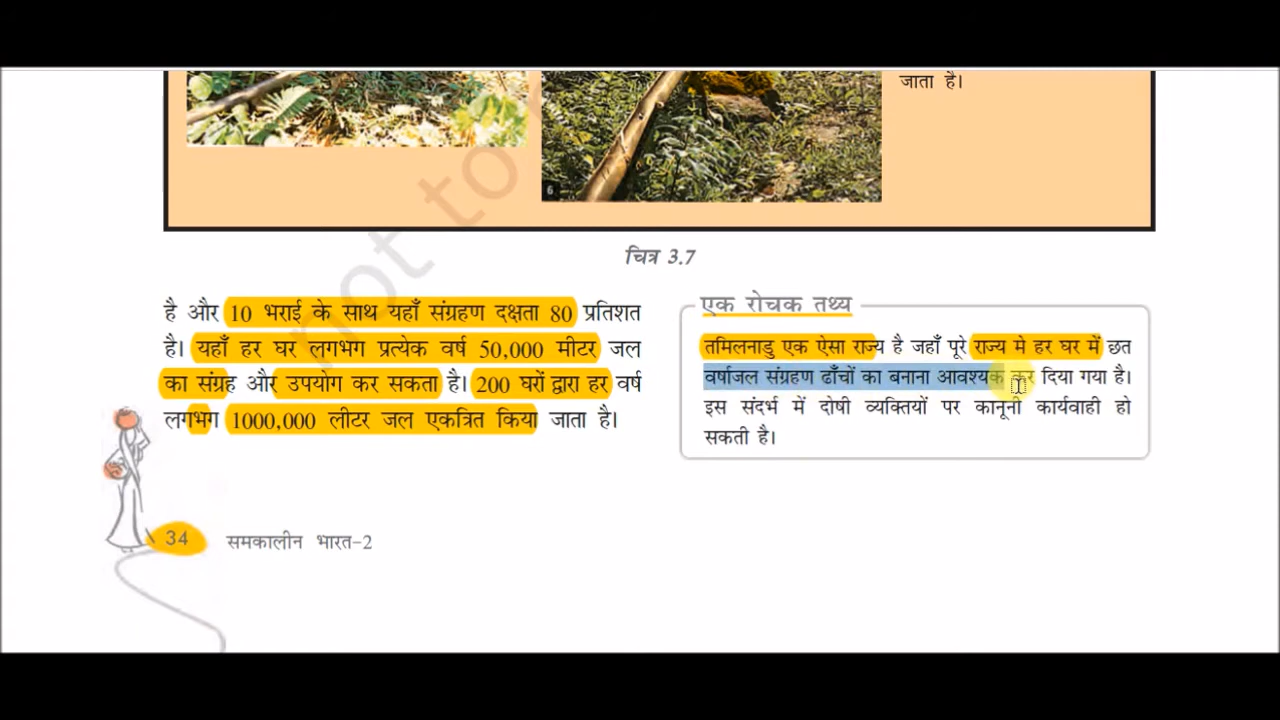 जाता है।
6
not to
चित्र 3.7
है और 10 भराई के साथ यहाँ संग्रहण दक्षता 80 प्रतिशत
है। यहाँ हर घर लगभग प्रत्येक वर्ष 50,000 मीटर जल
का संग्रह और उपयोग कर सकता है। 200 घरों द्वारा हर वर्ष
लगभग 1000,000 लीटर जल एकत्रित किया जाता है।
एक रोचक तथ्य
तमिलनाडु एक ऐसा राज्य है जहाँ पूरे राज्य मे हर घर में छत
वर्षाजल संग्रहण ढाँचों का बनाना आवश्यक कर दिया गया है।
इस संदर्भ में दोषी व्यक्तियों पर कानूनी कार्यवाही हो
सकती है।
34
समकालीन भारत-2